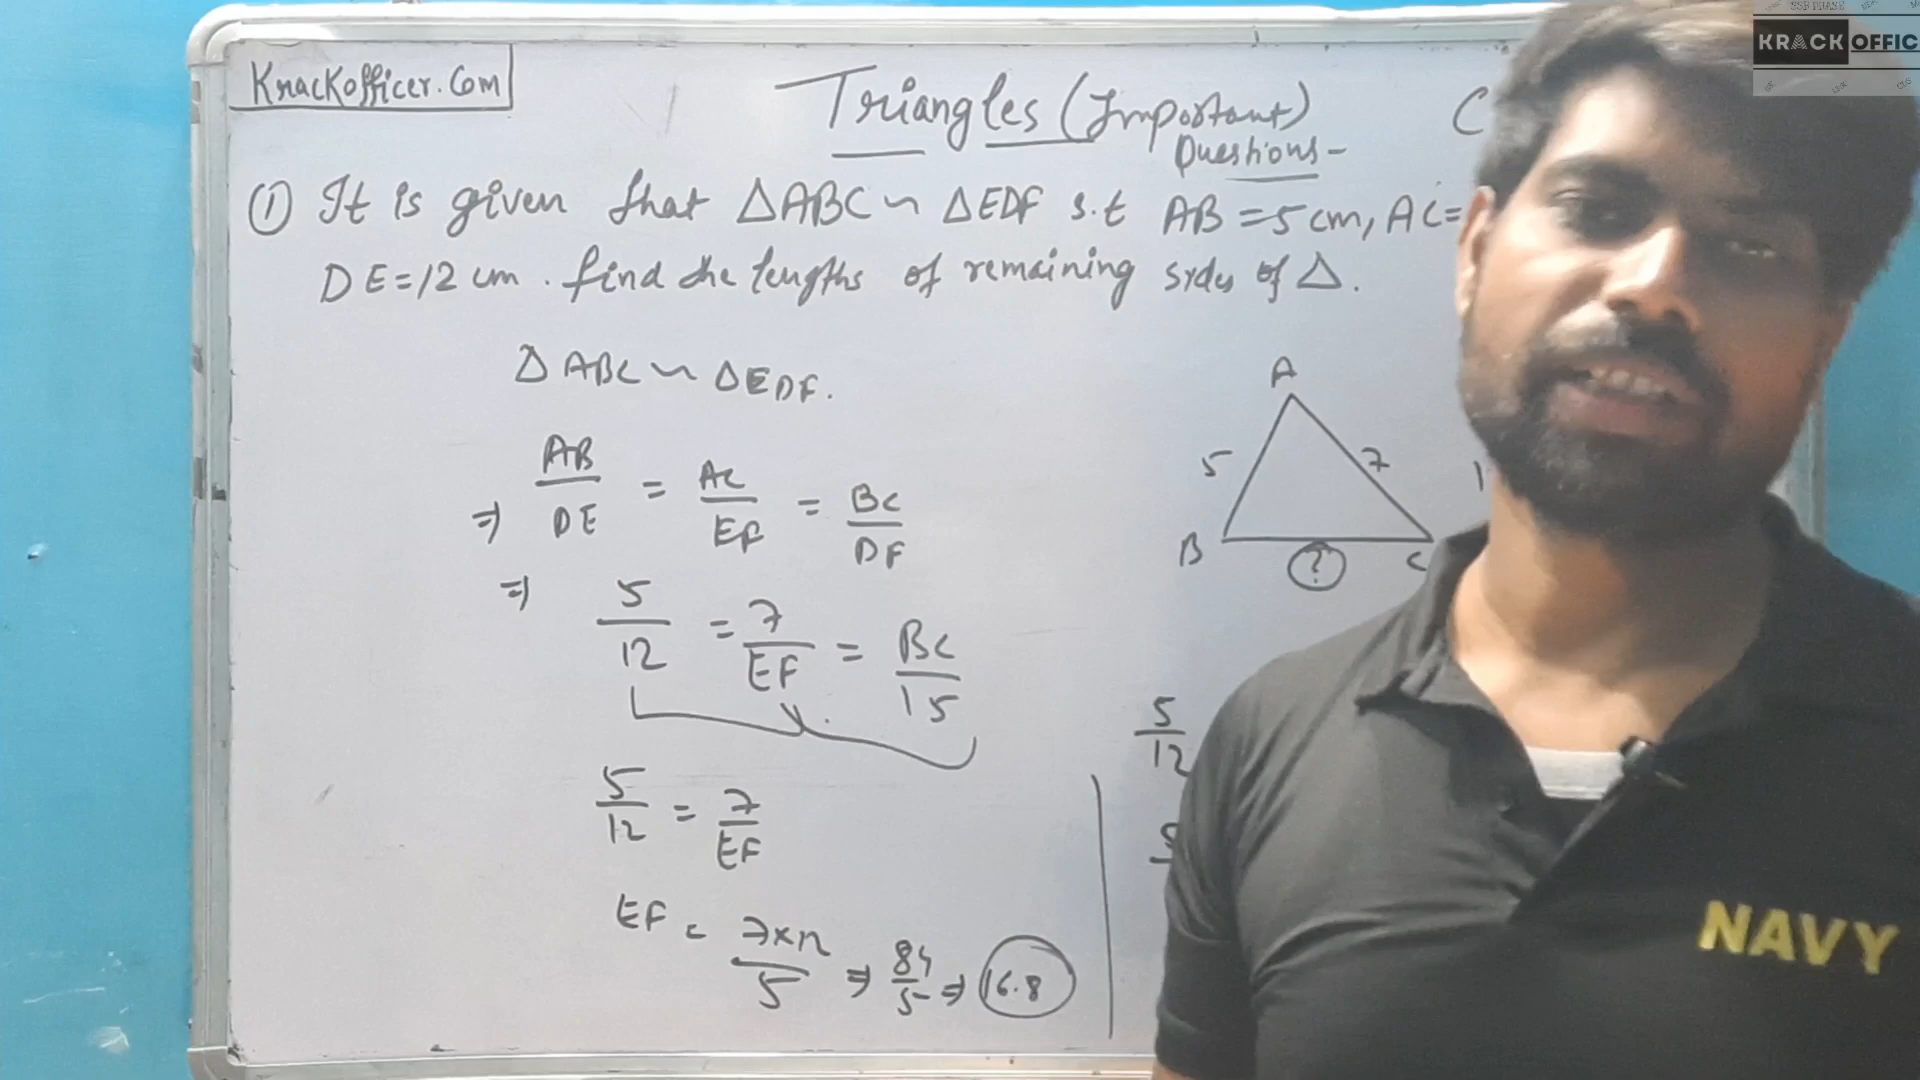 KrackOfficer.Com
Triangles (Important)
Questions-
C
① It is given that ΔABC ~ ΔEDF s.t AB = 5 cm, AC =
DE = 12 cm. find the lengths of remaining sides of Δ.
Δ ABC ~ ΔEDF.
⇒ AB/DE = AC/EF = BC/DF
⇒ 5/12 = 7/EF = BC/15
5/12 = 7/EF
EF = 7×12/5 ⇒ 84/5 ⇒ 16.8
A
5
7
1
B
?
C
5/12
5
KRACK OFFIC
NAVY